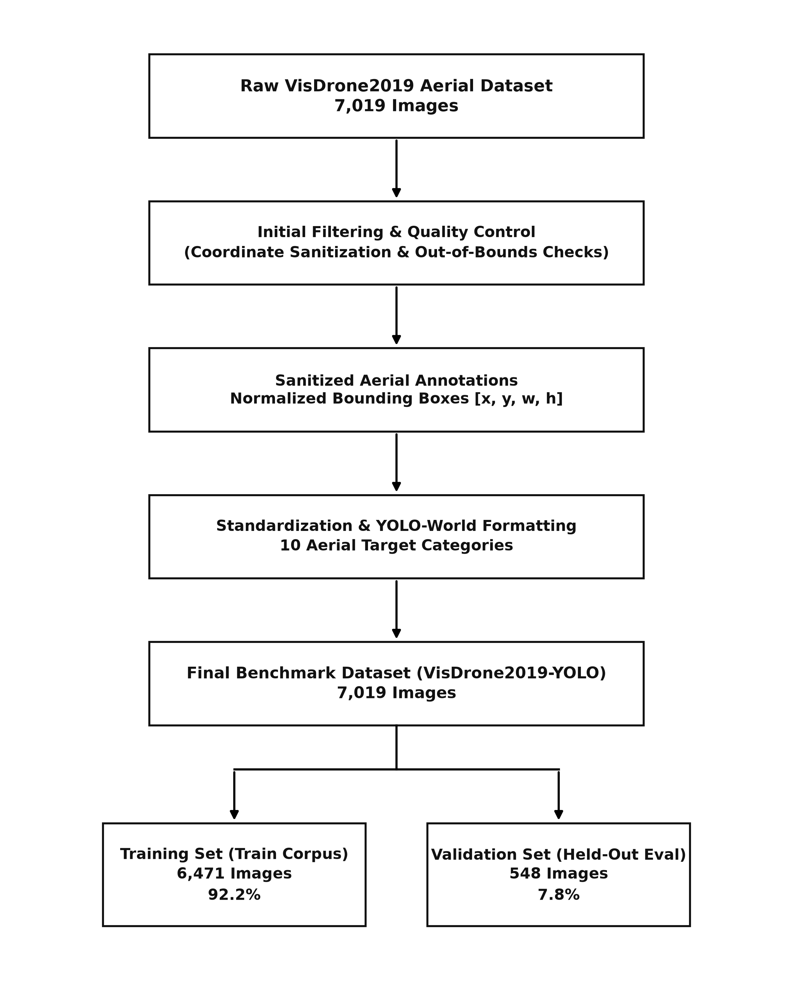 Raw VisDrone2019 Aerial Dataset
7,019 Images
Initial Filtering & Quality Control
(Coordinate Sanitization & Out-of-Bounds Checks)
Sanitized Aerial Annotations
Normalized Bounding Boxes [x, y, w, h]
Standardization & YOLO-World Formatting
10 Aerial Target Categories
Final Benchmark Dataset (VisDrone2019-YOLO)
7,019 Images
Training Set (Train Corpus)
6,471 Images
92.2%
Validation Set (Held-Out Eval)
548 Images
7.8%